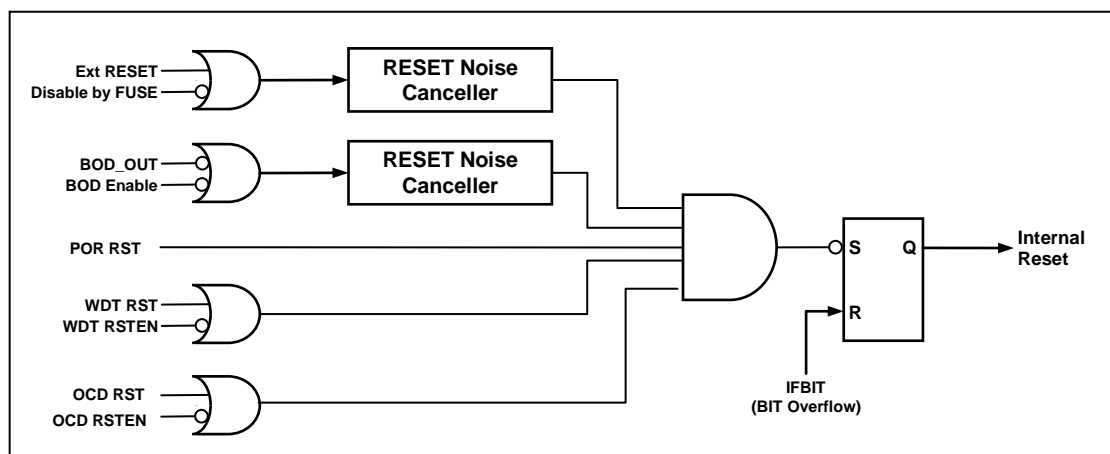 Ext RESET
Disable by FUSE
RESET Noise
Canceller
BOD_OUT
BOD Enable
RESET Noise
Canceller
POR RST
WDT RST
WDT RSTEN
OCD RST
OCD RSTEN
S
Q
R
Internal
Reset
IFBIT
(BIT Overflow)